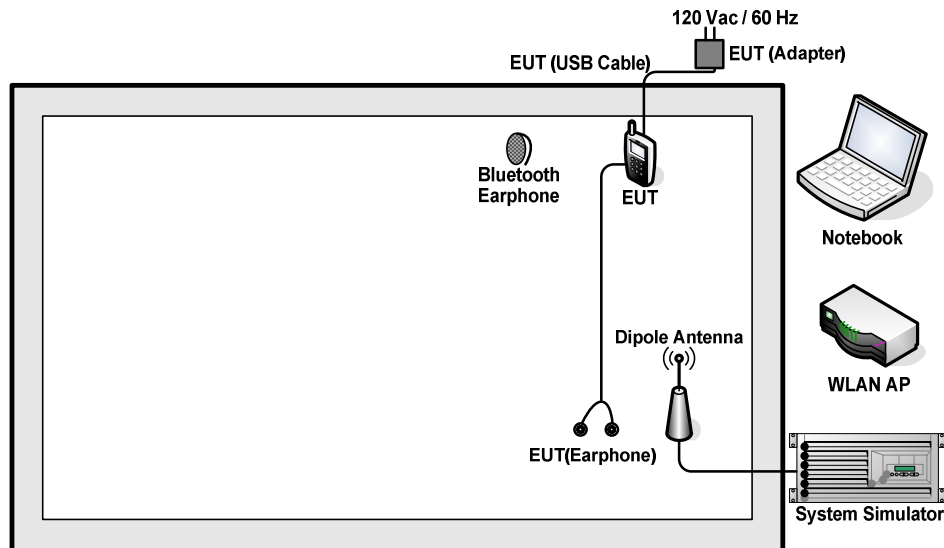 120 Vac / 60 Hz
EUT (Adapter)
EUT (USB Cable)
Bluetooth
Earphone
EUT
Notebook
Dipole Antenna
WLAN AP
EUT(Earphone)
System Simulator